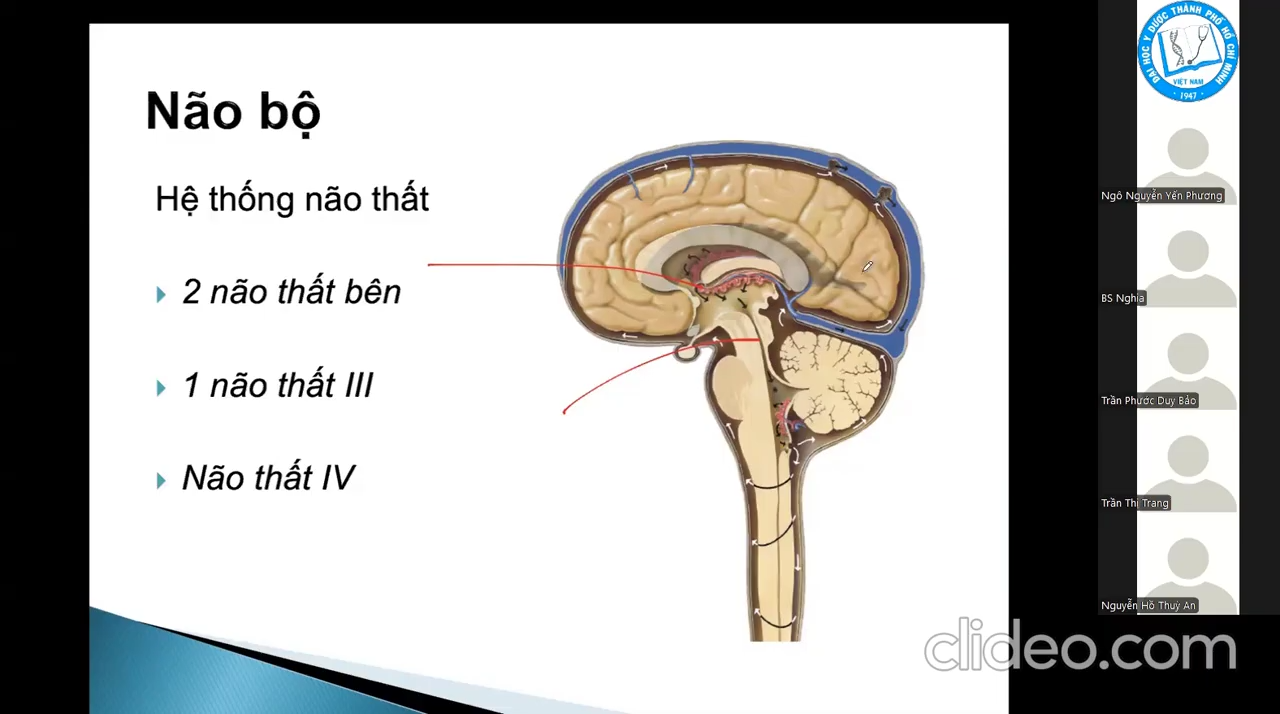 Não bộ
Hệ thống não thất
2 não thất bên
1 não thất III
Não thất IV
ĐẠI HỌC Y DƯỢC THÀNH PHỐ HỒ CHÍ MINH
VIỆT NAM
1947
Ngô Nguyễn Yến Phương
BS Nghia
Trần Phước Duy Bảo
Trần Thị Trang
Nguyễn Hồ Thuỳ An
clideo.com